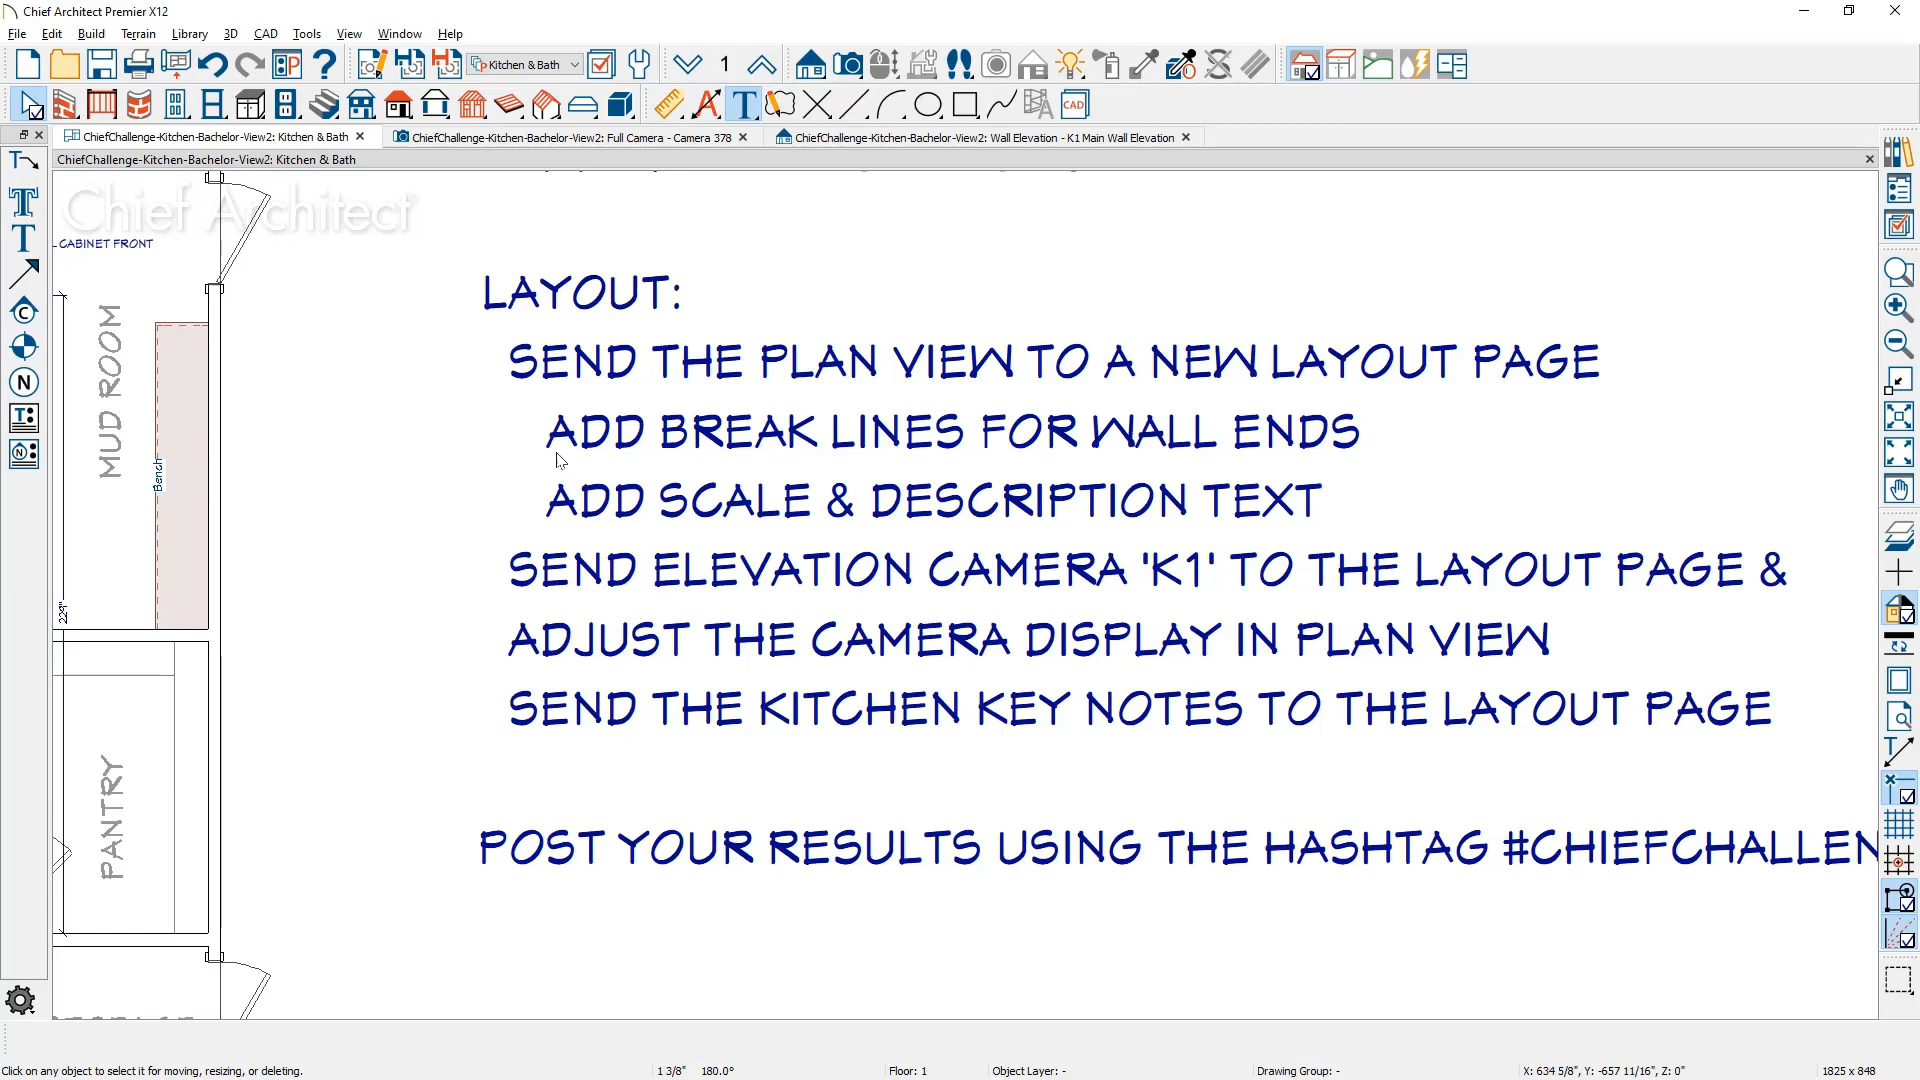 Chief Architect Premier X12
File Edit Build Terrain Library 3D CAD Tools View Window Help
Kitchen & Bath
1
CAD
ChiefChallenge-Kitchen-Bachelor-View2: Kitchen & Bath
ChiefChallenge-Kitchen-Bachelor-View2: Full Camera - Camera 378
ChiefChallenge-Kitchen-Bachelor-View2: Wall Elevation - K1 Main Wall Elevation
ChiefChallenge-Kitchen-Bachelor-View2: Kitchen & Bath
Chief Architect
CABINET FRONT
MUD ROOM
Bench
PANTRY
LAYOUT:
SEND THE PLAN VIEW TO A NEW LAYOUT PAGE
ADD BREAK LINES FOR WALL ENDS
ADD SCALE & DESCRIPTION TEXT
SEND ELEVATION CAMERA 'K1' TO THE LAYOUT PAGE &
ADJUST THE CAMERA DISPLAY IN PLAN VIEW
SEND THE KITCHEN KEY NOTES TO THE LAYOUT PAGE
POST YOUR RESULTS USING THE HASHTAG #CHIEFCHALLEN
Click on any object to select it for moving, resizing, or deleting.
1 3/8" 180.0° Floor: 1 Object Layer: - Drawing Group: - X: 634 5/8", Y: -657 11/16", Z: 0" 1825 x 848